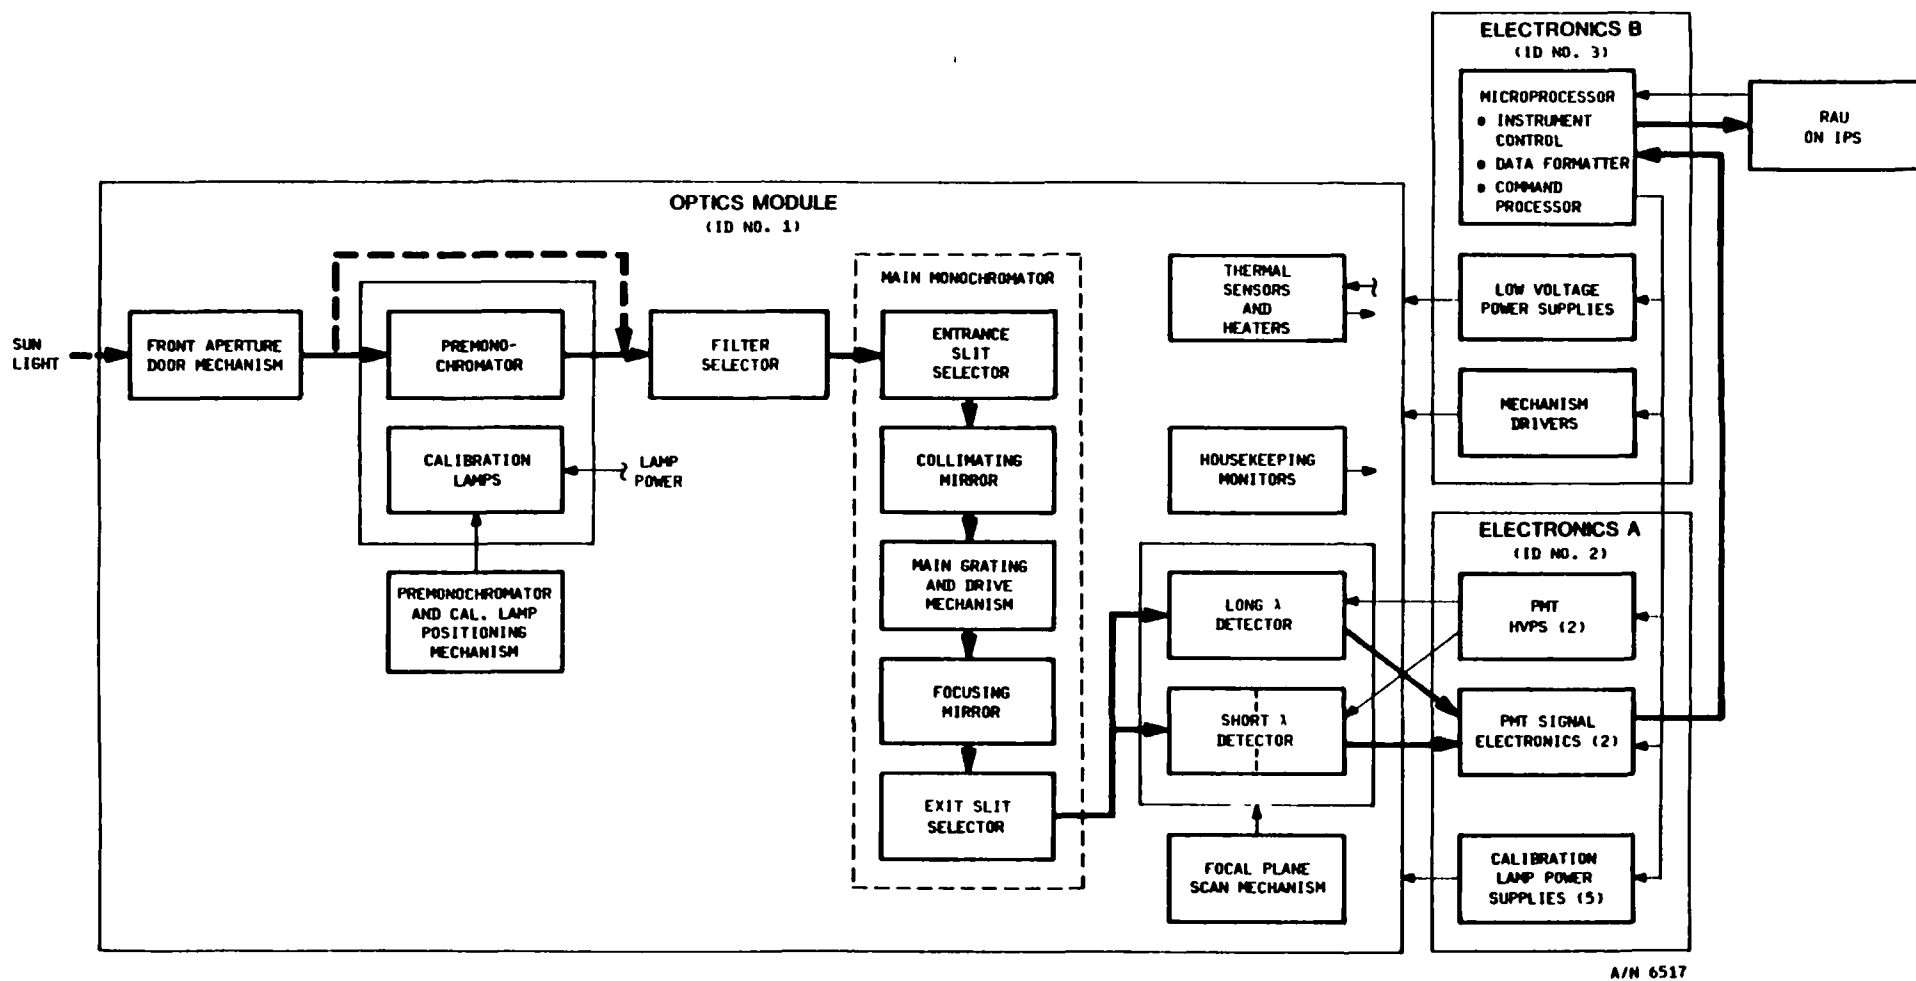 ELECTRONICS B
(ID NO. 3)
MICROPROCESSOR
• INSTRUMENT
CONTROL
• DATA FORMATTER
• COMMAND
PROCESSOR
RAU
ON IPS
LOW VOLTAGE
POWER SUPPLIES
MECHANISM
DRIVERS
OPTICS MODULE
(ID NO. 1)
SUN
LIGHT
FRONT APERTURE
DOOR MECHANISM
PREMONO-
CHROMATOR
CALIBRATION
LAMPS
LAMP
POWER
PREMONOCHROMATOR
AND CAL. LAMP
POSITIONING
MECHANISM
FILTER
SELECTOR
MAIN MONOCHROMATOR
ENTRANCE
SLIT
SELECTOR
COLLIMATING
MIRROR
MAIN GRATING
AND DRIVE
MECHANISM
FOCUSING
MIRROR
EXIT SLIT
SELECTOR
THERMAL
SENSORS
AND
HEATERS
HOUSEKEEPING
MONITORS
LONG λ
DETECTOR
SHORT λ
DETECTOR
FOCAL PLANE
SCAN MECHANISM
ELECTRONICS A
(ID NO. 2)
PMT
HVPS (2)
PMT SIGNAL
ELECTRONICS (2)
CALIBRATION
LAMP POWER
SUPPLIES (5)
A/N 6517